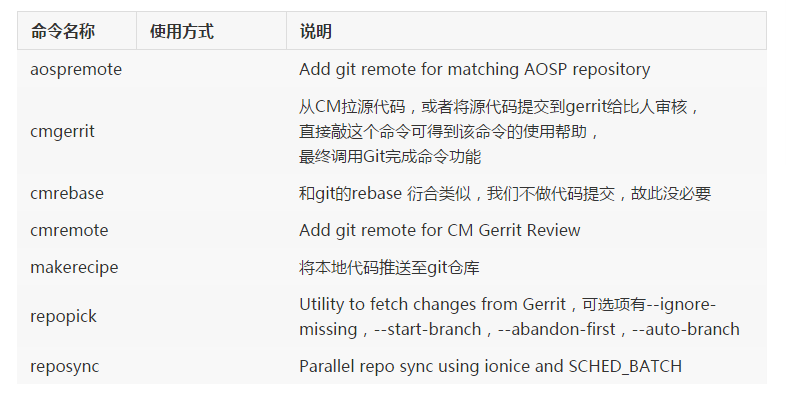 命令名称 使用方式 说明
aospremote Add git remote for matching AOSP repository
从CM拉源代码，或者将源代码提交到gerrit给比人审核，
cmgerrit 直接敲这个命令可得到该命令的使用帮助，
最终调用Git完成命令功能
cmrebase 和git的rebase 衍合类似，我们不做代码提交，故此没必要
cmremote Add git remote for CM Gerrit Review
makerecipe 将本地代码推送至git仓库
repopick Utility to fetch changes from Gerrit，可选项有--ignore-
missing，--start-branch，--abandon-first，--auto-branch
reposync Parallel repo sync using ionice and SCHED_BATCH